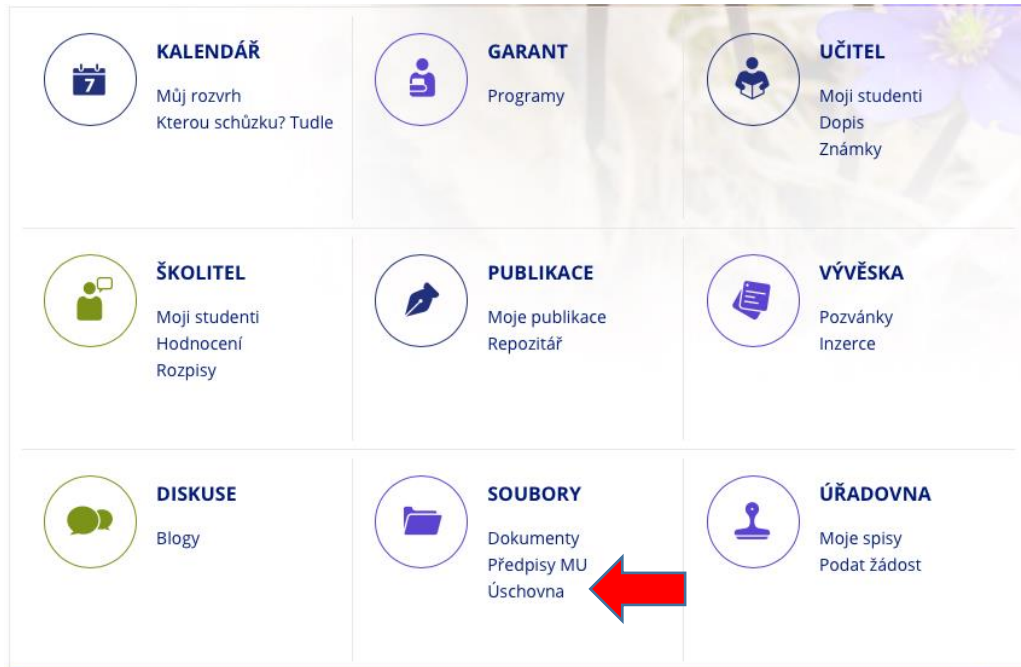 KALENDÁŘ
7
Můj rozvrh
Kterou schůzku? Tudle
GARANT
Programy
UČITEL
Moji studenti
Dopis
Známky
ŠKOLITEL
Moji studenti
Hodnocení
Rozpisy
PUBLIKACE
Moje publikace
Repozitář
VÝVĚSKA
Pozvánky
Inzerce
DISKUSE
Blogy
SOUBORY
Dokumenty
Předpisy MU
Úschovna
ÚŘADOVNA
Moje spisy
Podat žádost